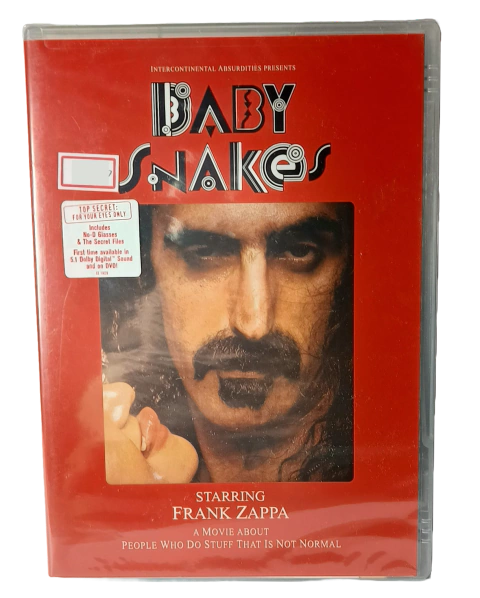 INTERCONTINENTAL ABSURDITIES PRESENTS
BABY
SNAKES
TOP SECRET:
FOR YOUR EYES ONLY
Includes
No-D Glasses
& The Secret Files
First time available in
5.1 Dolby Digital™ Sound
and on DVD!
STARRING
FRANK ZAPPA
A MOVIE ABOUT
PEOPLE WHO DO STUFF THAT IS NOT NORMAL